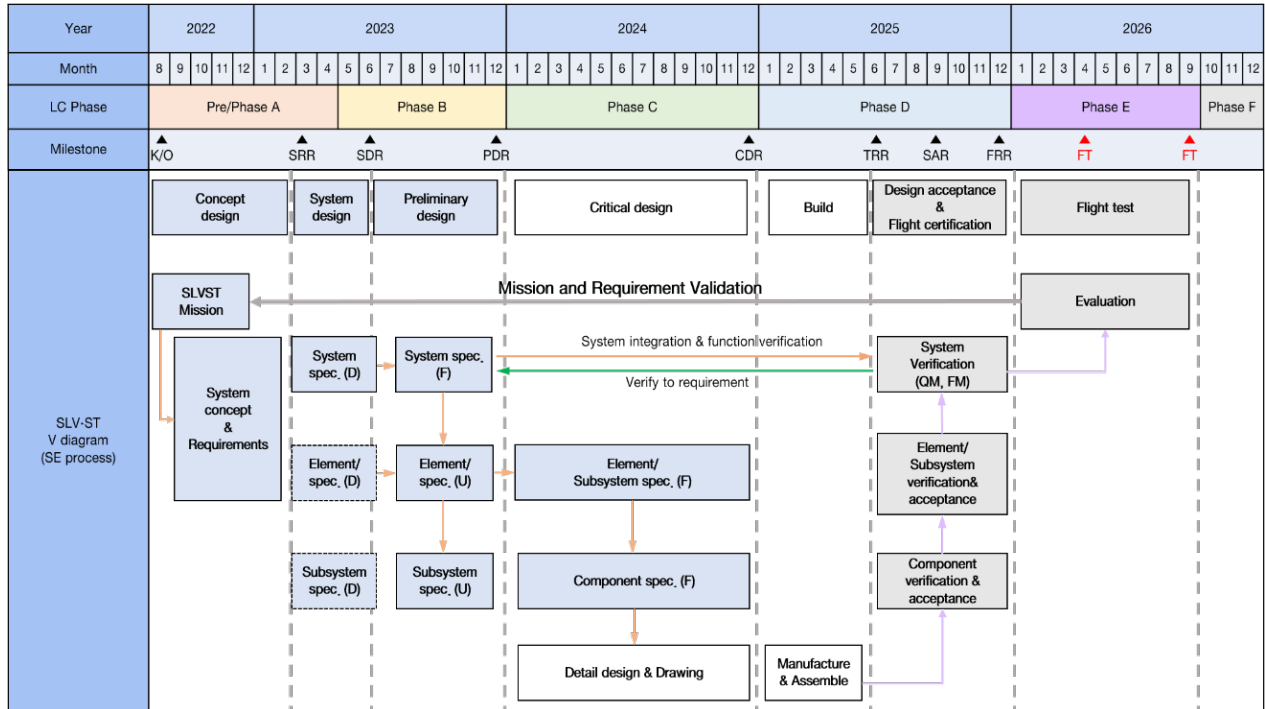 Year 2022 2023 2024 2025 2026
Month 8 9 10 11 12 1 2 3 4 5 6 7 8 9 10 11 12 1 2 3 4 5 6 7 8 9 10 11 12 1 2 3 4 5 6 7 8 9 10 11 12 1 2 3 4 5 6 7 8 9 10 11 12
LC Phase Pre/Phase A Phase B Phase C Phase D Phase E Phase F
Milestone K/O SRR SDR PDR CDR TRR SAR FRR FT FT
SLV-ST
V diagram
(SE process)
Concept
design
System
design
Preliminary
design
Critical design
Build
Design acceptance
&
Flight certification
Flight test
Mission and Requirement Validation
SLVST
Mission
Evaluation
System
concept
&
Requirements
System
spec. (D)
System spec.
(F)
System integration & function verification
Verify to requirement
System
Verification
(QM, FM)
Element/
spec. (D)
Element/
spec. (U)
Element/
Subsystem spec. (F)
Element/
Subsystem
verification&
acceptance
Subsystem
spec. (D)
Subsystem
spec. (U)
Component spec. (F)
Component
verification &
acceptance
Detail design & Drawing
Manufacture
& Assemble